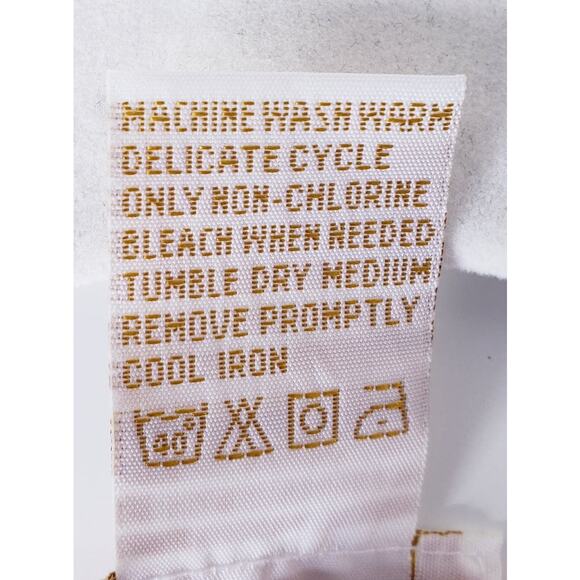 MACHINE WASH WARM
DELICATE CYCLE
ONLY NON-CHLORINE
BLEACH WHEN NEEDED
TUMBLE DRY MEDIUM
REMOVE PROMPTLY
COOL IRON
40°